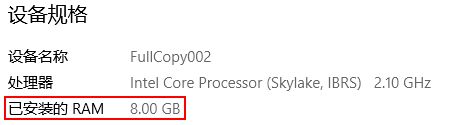 设备规格
设备名称 FullCopy002
处理器 Intel Core Processor (Skylake, IBRS) 2.10 GHz
已安装的 RAM 8.00 GB